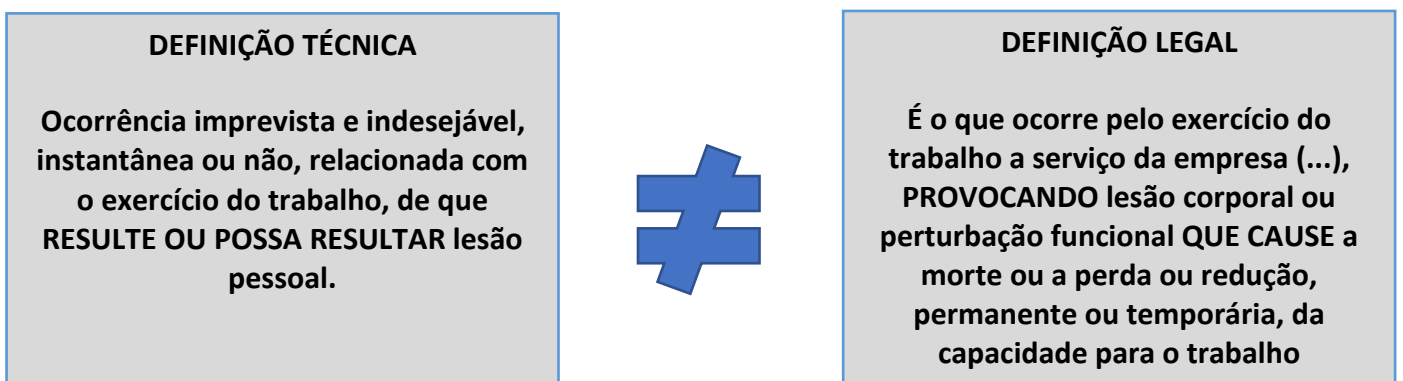 DEFINIÇÃO TÉCNICA
Ocorrência imprevista e indesejável,
instantânea ou não, relacionada com
o exercício do trabalho, de que
RESULTE OU POSSA RESULTAR lesão
pessoal.
DEFINIÇÃO LEGAL
É o que ocorre pelo exercício do
trabalho a serviço da empresa (...),
PROVOCANDO lesão corporal ou
perturbação funcional QUE CAUSE a
morte ou a perda ou redução,
permanente ou temporária, da
capacidade para o trabalho